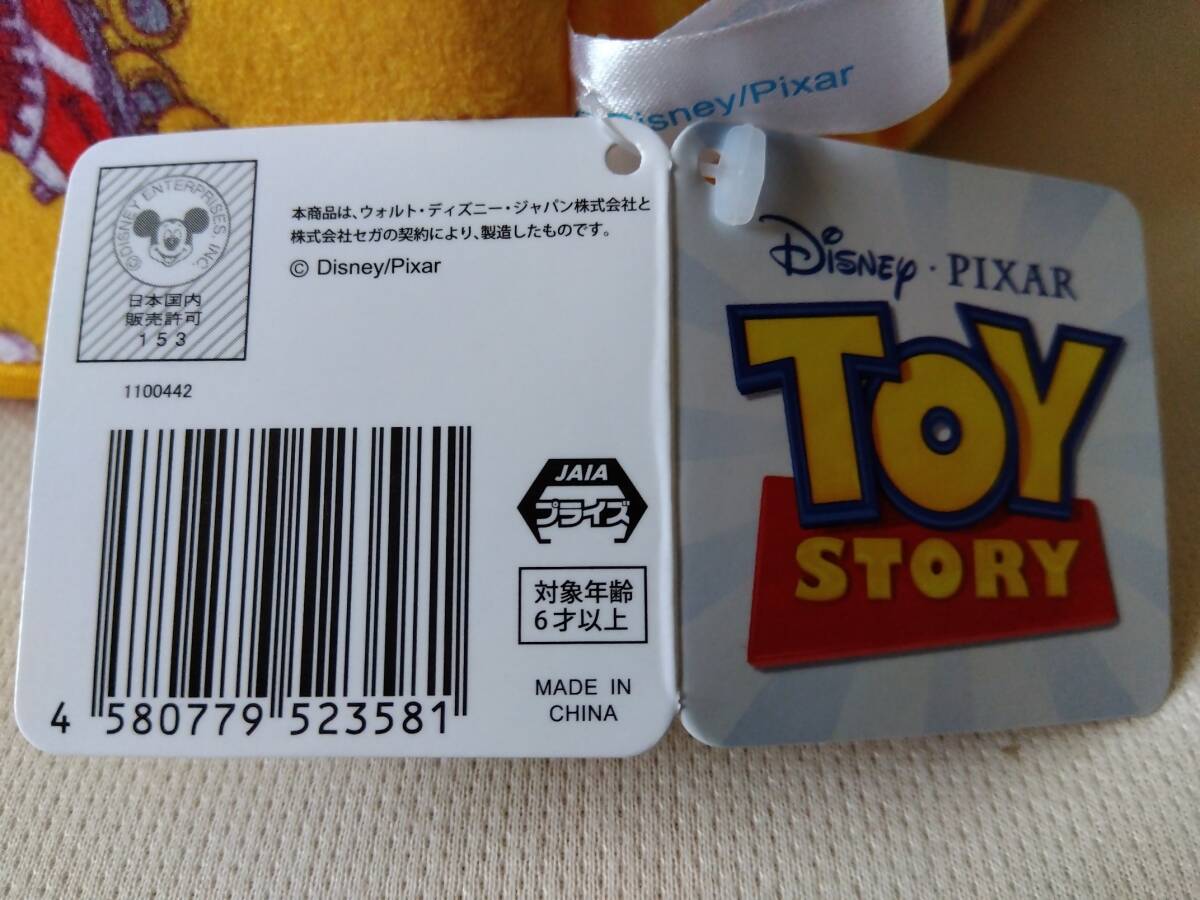 Disney/Pixar
©DISNEY ENTERPRISES INC.
日本国内
販売許可
153
1100442
本商品は、ウォルト・ディズニー・ジャパン株式会社と
株式会社セガの契約により、製造したものです。
© Disney/Pixar
4 580779 523581
JAIA
プライズ
対象年齢
6才以上
MADE IN
CHINA
Disney · PIXAR
TOY
STORY